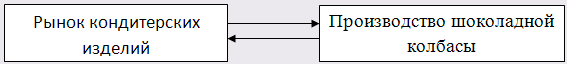 Рынок кондитерских
изделий
Производство шоколадной
колбасы